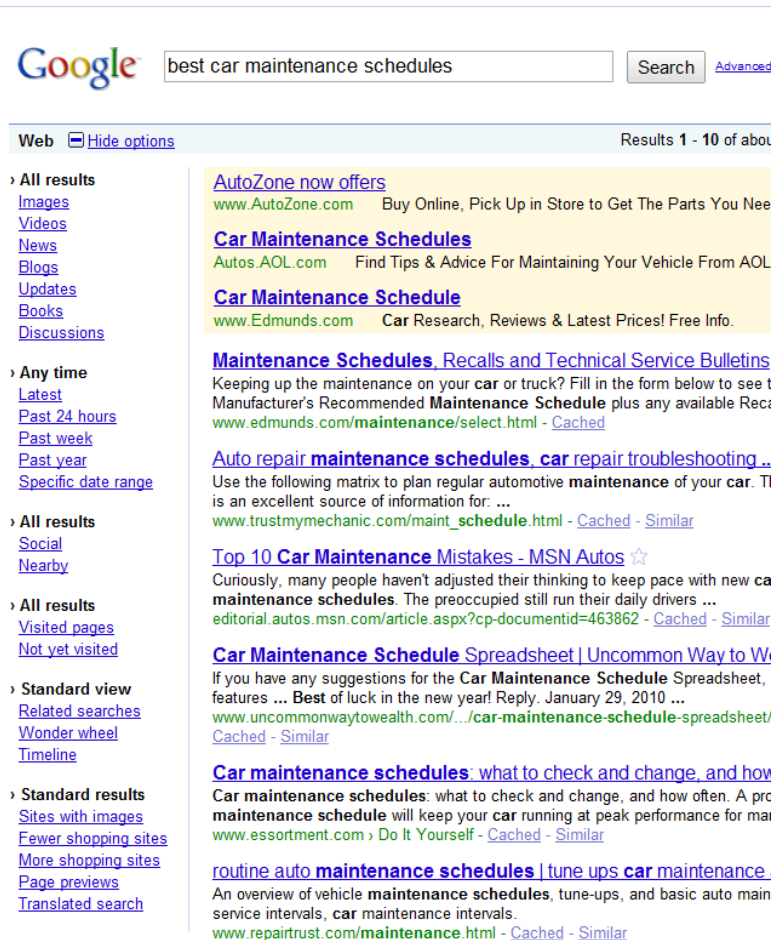 Google
best car maintenance schedules
Search
Advanced
Web Hide options
Results 1 - 10 of
› All results
Images
Videos
News
Blogs
Updates
Books
Discussions
› Any time
Latest
Past 24 hours
Past week
Past year
Specific date range
› All results
Social
Nearby
› All results
Visited pages
Not yet visited
› Standard view
Related searches
Wonder wheel
Timeline
› Standard results
Sites with images
Fewer shopping sites
More shopping sites
Page previews
Translated search
AutoZone now offers
www.AutoZone.com Buy Online, Pick Up in Store to Get The Parts You
Car Maintenance Schedules
Autos.AOL.com Find Tips & Advice For Maintaining Your Vehicle From AOL
Car Maintenance Schedule
www.Edmunds.com Car Research, Reviews & Latest Prices! Free Info.
Maintenance Schedules, Recalls and Technical Service Bulletins
Keeping up the maintenance on your car or truck? Fill in the form below to see
Manufacturer's Recommended Maintenance Schedule plus any available
www.edmunds.com/maintenance/select.html - Cached
Auto repair maintenance schedules, car repair troubleshooting ...
Use the following matrix to plan regular automotive maintenance of your car.
is an excellent source of information for: ...
www.trustmymechanic.com/maint_schedule.html - Cached - Similar
Top 10 Car Maintenance Mistakes - MSN Autos
Curiously, many people haven't adjusted their thinking to keep pace with new
maintenance schedules. The preoccupied still run their daily drivers ...
editorial.autos.msn.com/article.aspx?cp-documentid=463862 - Cached - Similar
Car Maintenance Schedule Spreadsheet | Uncommon Way to
If you have any suggestions for the Car Maintenance Schedule Spreadsheet,
features ... Best of luck in the new year! Reply. January 29, 2010 ...
www.uncommonwaytowealth.com/.../car-maintenance-schedule-spreadsheet/
Cached - Similar
Car maintenance schedules: what to check and change, and how
Car maintenance schedules: what to check and change, and how often. A
maintenance schedule will keep your car running at peak performance for
www.essortment.com › Do It Yourself - Cached - Similar
routine auto maintenance schedules | tune ups car maintenance
An overview of vehicle maintenance schedules, tune-ups, and basic auto
service intervals, car maintenance intervals.
www.repairtrust.com/maintenance.html - Cached - Similar